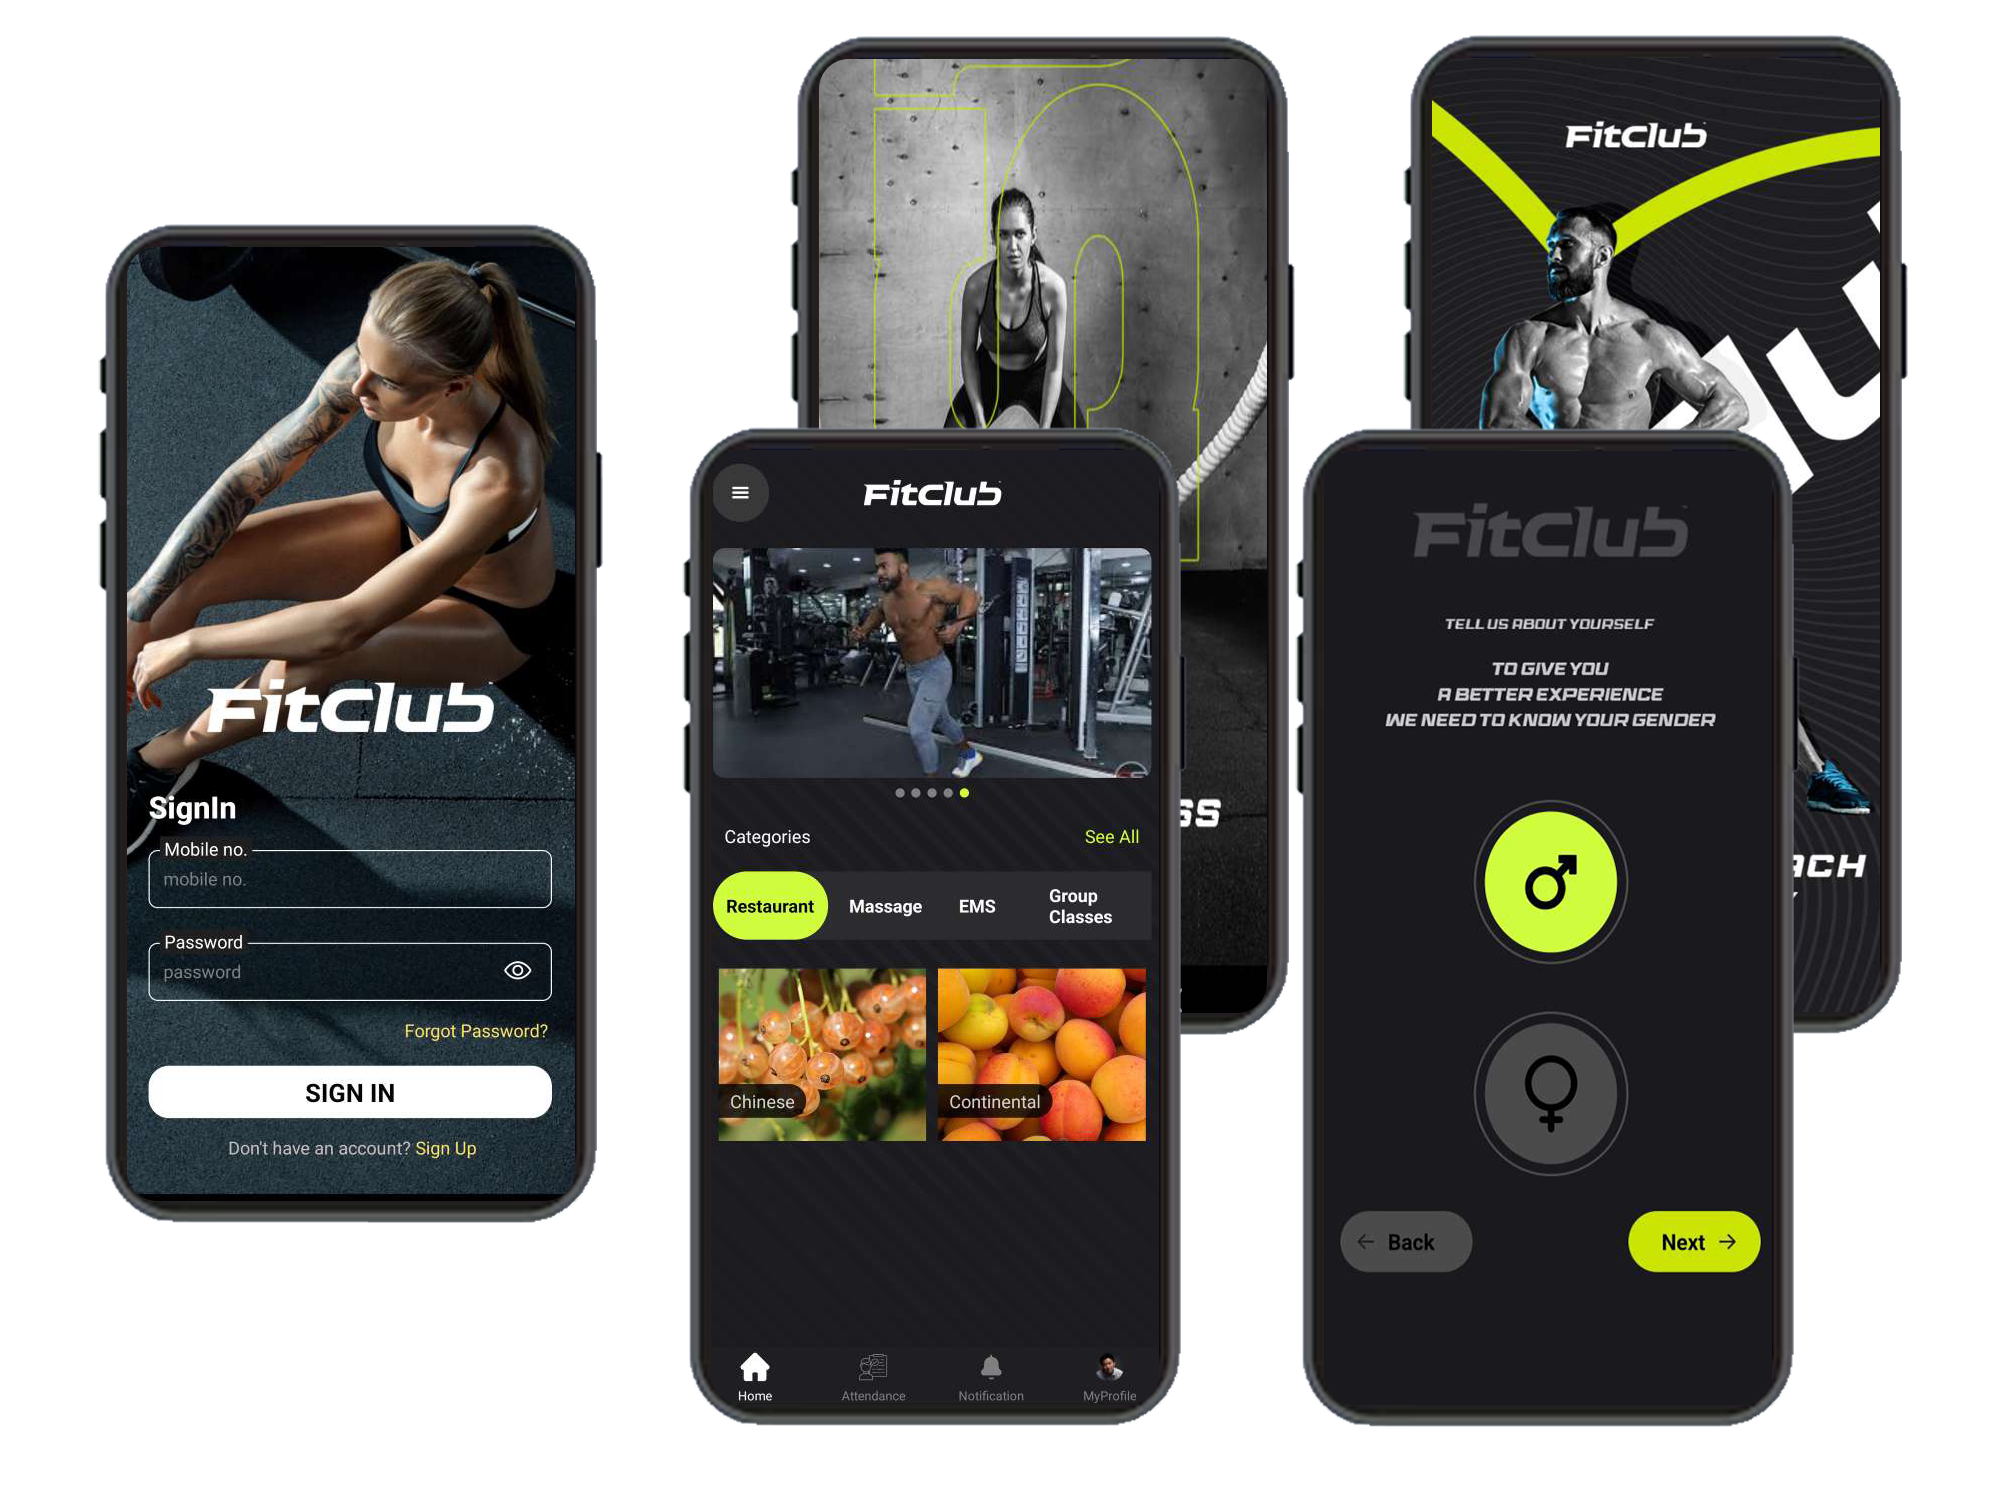 FitClub
SignIn
Mobile no.
mobile no.
Password
password
Forgot Password?
SIGN IN
Don't have an account? Sign Up
FitClub
Categories
See All
Restaurant
Massage
EMS
Group
Classes
Chinese
Continental
Home
Attendance
Notification
MyProfile
SS
FitClub
lu
ACH
FitClub
TELL US ABOUT YOURSELF
TO GIVE YOU
A BETTER EXPERIENCE
WE NEED TO KNOW YOUR GENDER
Back
Next